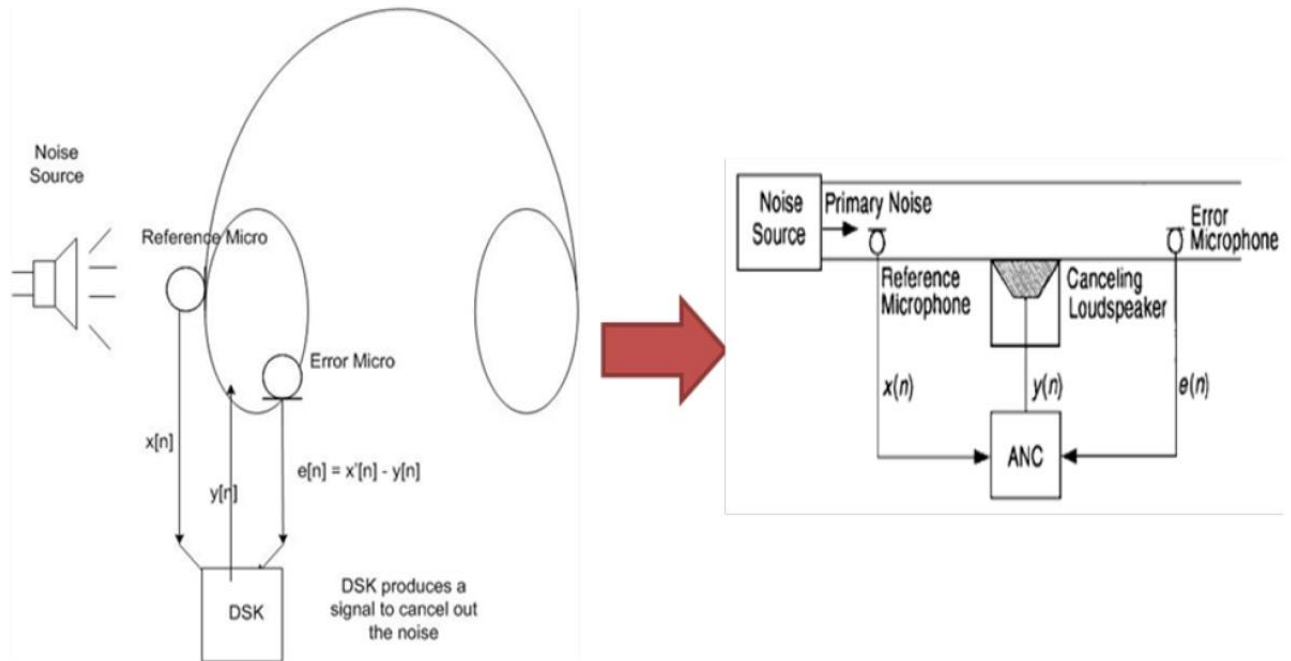 Noise
Source
Reference Micro
Error Micro
x[n]
y[n]
e[n] = x'[n] - y[n]
DSK
DSK produces a
signal to cancel out
the noise
Noise
Source
Primary Noise
Error
Microphone
Reference
Microphone
Canceling
Loudspeaker
x(n)
y(n)
e(n)
ANC